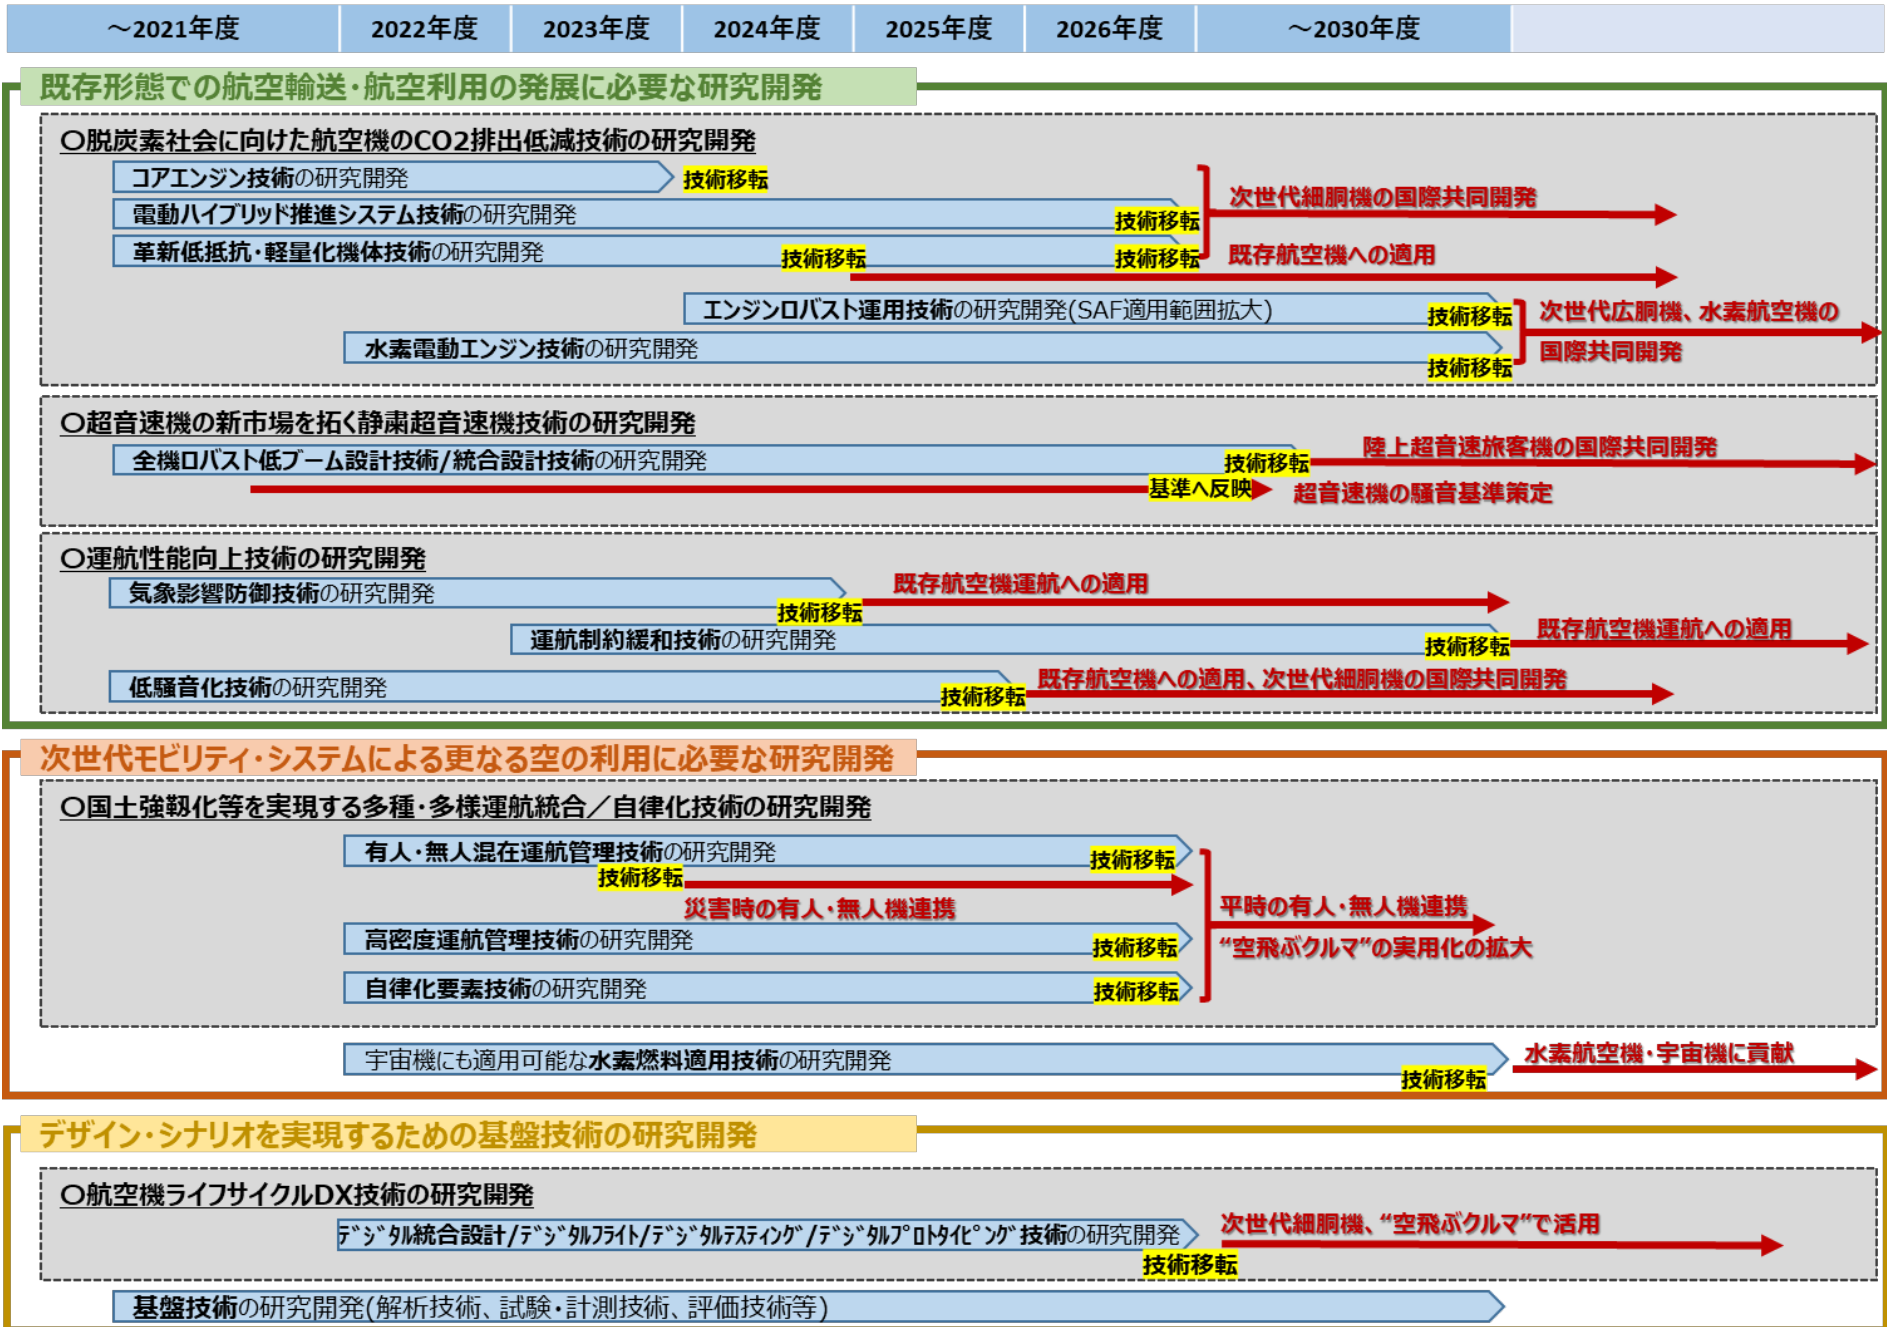 ～2021年度 2022年度 2023年度 2024年度 2025年度 2026年度 ～2030年度
既存形態での航空輸送・航空利用の発展に必要な研究開発
〇脱炭素社会に向けた航空機のCO2排出低減技術の研究開発
コアエンジン技術の研究開発 技術移転
電動ハイブリッド推進システム技術の研究開発 技術移転
次世代細胴機の国際共同開発
革新低抵抗・軽量化機体技術の研究開発 技術移転 技術移転
既存航空機への適用
エンジンロバスト運用技術の研究開発(SAF適用範囲拡大) 技術移転
水素電動エンジン技術の研究開発 技術移転
次世代広胴機、水素航空機の
国際共同開発
〇超音速機の新市場を拓く静粛超音速機技術の研究開発
全機ロバスト低ブーム設計技術/統合設計技術の研究開発 技術移転
陸上超音速旅客機の国際共同開発
基準へ反映 超音速機の騒音基準策定
〇運航性能向上技術の研究開発
気象影響防御技術の研究開発 技術移転 既存航空機運航への適用
運航制約緩和技術の研究開発 技術移転 既存航空機運航への適用
低騒音化技術の研究開発 技術移転 既存航空機への適用、次世代細胴機の国際共同開発
次世代モビリティ・システムによる更なる空の利用に必要な研究開発
〇国土強靱化等を実現する多種・多様運航統合／自律化技術の研究開発
有人・無人混在運航管理技術の研究開発 技術移転
技術移転
災害時の有人・無人機連携
高密度運航管理技術の研究開発 技術移転
自律化要素技術の研究開発 技術移転
平時の有人・無人機連携
“空飛ぶクルマ”の実用化の拡大
宇宙機にも適用可能な水素燃料適用技術の研究開発 技術移転 水素航空機・宇宙機に貢献
デザイン・シナリオを実現するための基盤技術の研究開発
〇航空機ライフサイクルDX技術の研究開発
ﾃﾞｼﾞﾀﾙ統合設計/ﾃﾞｼﾞﾀﾙﾌﾗｲﾄ/ﾃﾞｼﾞﾀﾙﾃｽﾃｨﾝｸﾞ/ﾃﾞｼﾞﾀﾙﾌﾟﾛﾄﾀｲﾋﾟﾝｸﾞ技術の研究開発 技術移転
次世代細胴機、“空飛ぶクルマ”で活用
基盤技術の研究開発(解析技術、試験・計測技術、評価技術等)